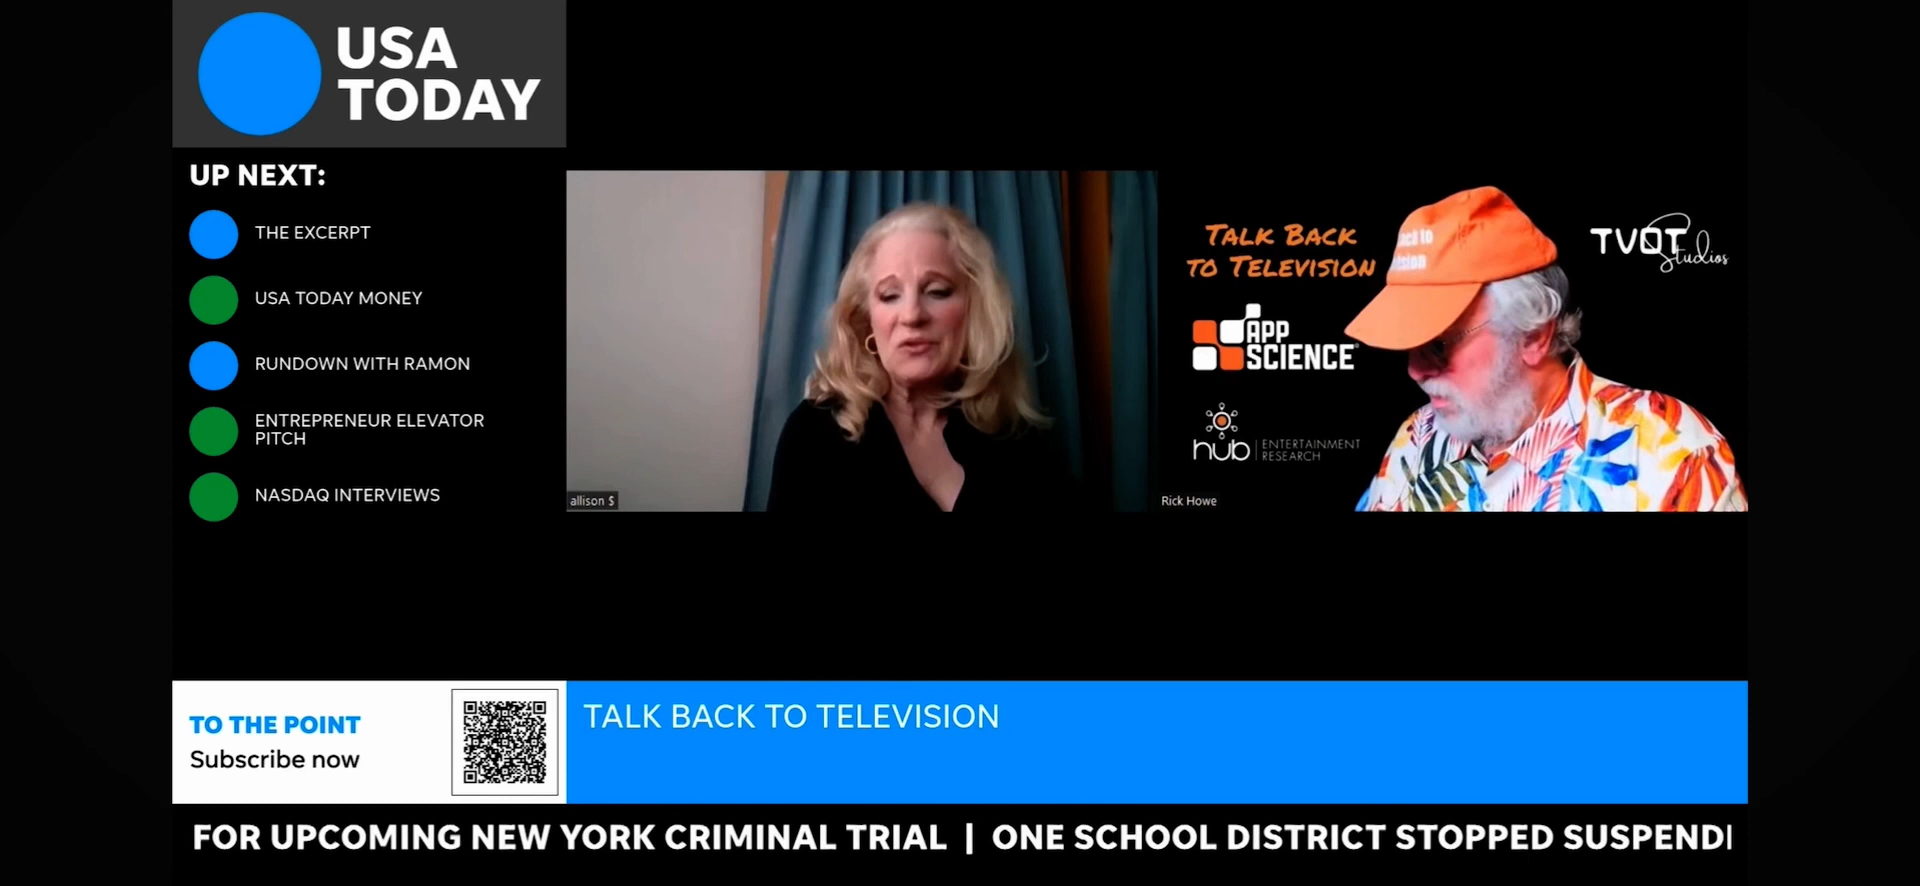 USA
TODAY
UP NEXT:
THE EXCERPT
USA TODAY MONEY
RUNDOWN WITH RAMON
ENTREPRENEUR ELEVATOR
PITCH
NASDAQ INTERVIEWS
allison $
TALK BACK
TO TELEVISION
APP
SCIENCE
hub ENTERTAINMENT
RESEARCH
TVOT
Studios
Rick Howe
TO THE POINT
Subscribe now
TALK BACK TO TELEVISION
FOR UPCOMING NEW YORK CRIMINAL TRIAL | ONE SCHOOL DISTRICT STOPPED